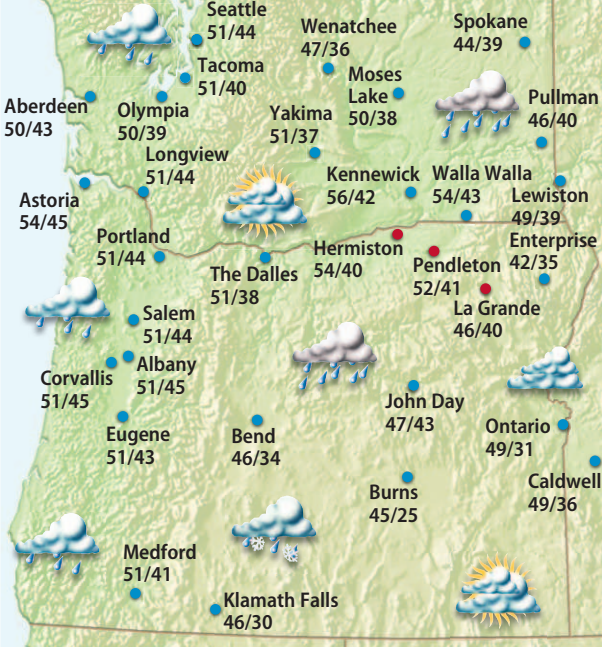 Seattle
51/44
Wenatchee
47/36
Spokane
44/39
Tacoma
51/40
Moses
Lake
50/38
Aberdeen
50/43
Olympia
50/39
Yakima
51/37
Pullman
46/40
Longview
51/44
Kennewick
56/42
Walla Walla
54/43
Lewiston
49/39
Astoria
54/45
Portland
51/44
The Dalles
51/38
Hermiston
54/40
Pendleton
52/41
Enterprise
42/35
La Grande
46/40
Salem
51/44
Albany
51/45
Corvallis
51/45
John Day
47/43
Eugene
51/43
Bend
46/34
Ontario
49/31
Burns
45/25
Caldwell
49/36
Medford
51/41
Klamath Falls
46/30